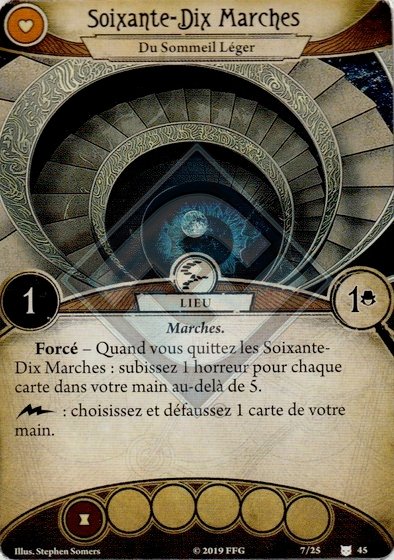 Soixante-Dix Marches
Du Sommeil Léger
1
1
LIEU
Marches.
Forcé – Quand vous quittez les Soixante-
Dix Marches : subissez 1 horreur pour chaque
carte dans votre main au-delà de 5.
: choisissez et défaussez 1 carte de votre
main.
Illus. Stephen Somers
© 2019 FFG
7/25
45